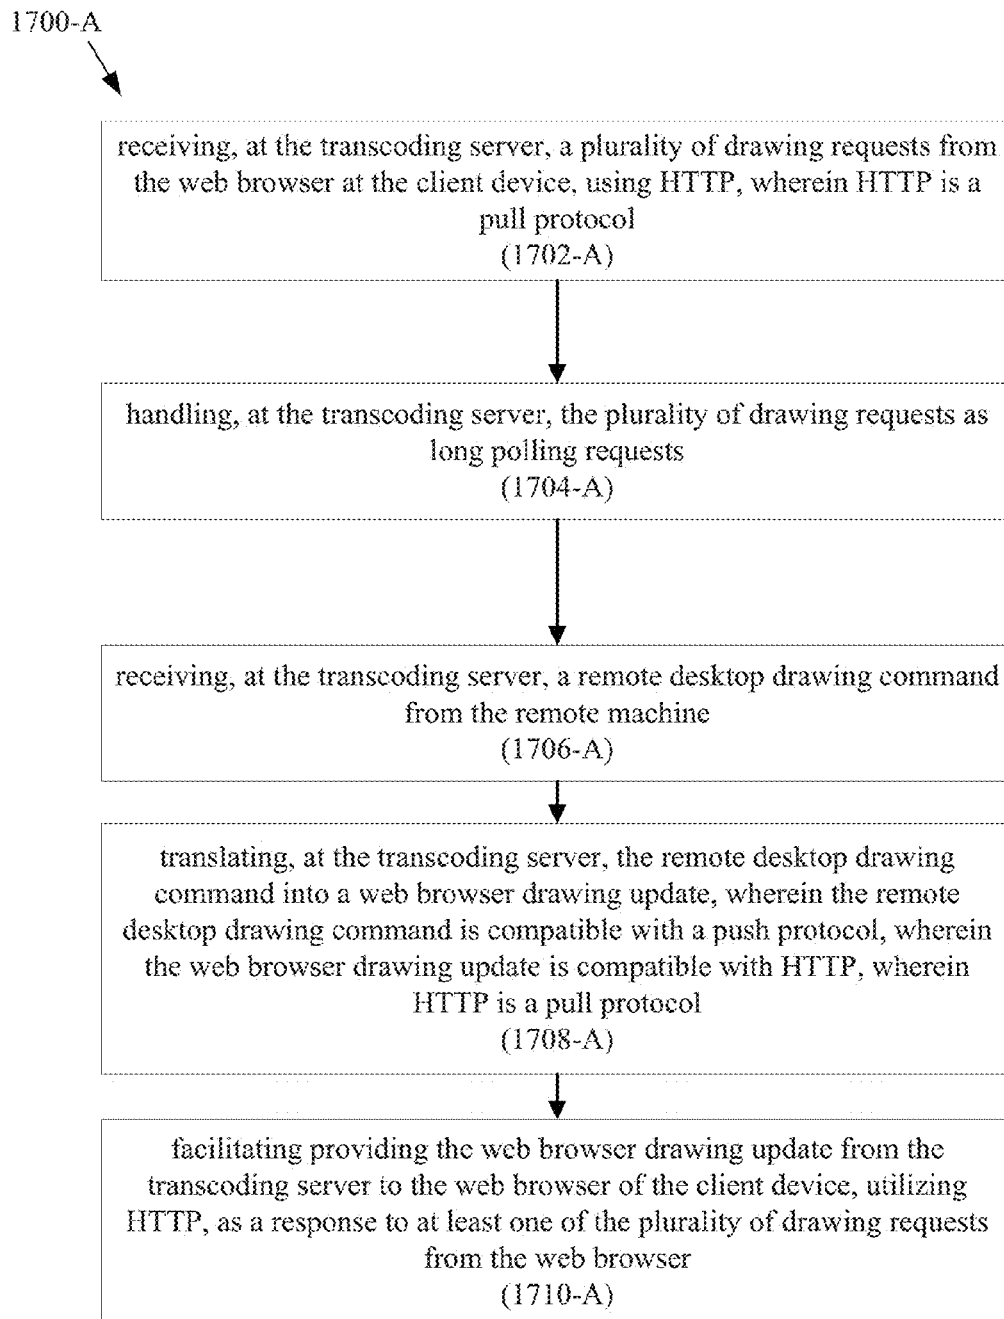 1700-A
receiving, at the transcoding server, a plurality of drawing requests from
the web browser at the client device, using HTTP, wherein HTTP is a
pull protocol
(1702-A)
handling, at the transcoding server, the plurality of drawing requests as
long polling requests
(1704-A)
receiving, at the transcoding server, a remote desktop drawing command
from the remote machine
(1706-A)
translating, at the transcoding server, the remote desktop drawing
command into a web browser drawing update, wherein the remote
desktop drawing command is compatible with a push protocol, wherein
the web browser drawing update is compatible with HTTP, wherein
HTTP is a pull protocol
(1708-A)
facilitating providing the web browser drawing update from the
transcoding server to the web browser of the client device, utilizing
HTTP, as a response to at least one of the plurality of drawing requests
from the web browser
(1710-A)